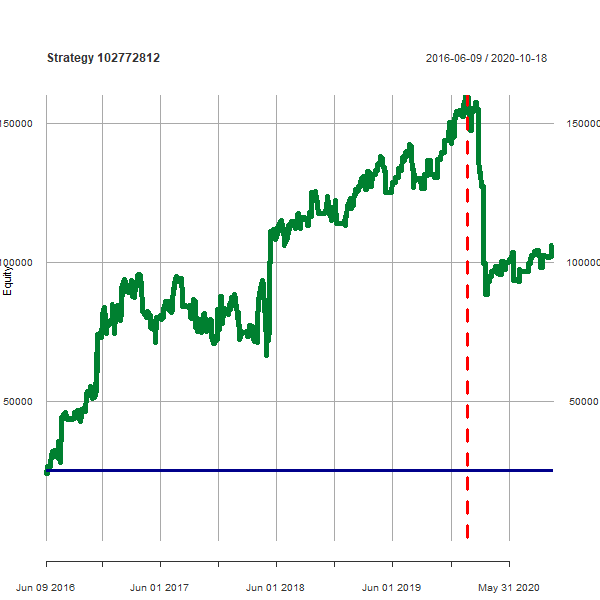 Strategy 102772812
2016-06-09 / 2020-10-18
150000
150000
100000
100000
Equity
50000
50000
Jun 09 2016
Jun 01 2017
Jun 01 2018
Jun 01 2019
May 31 2020